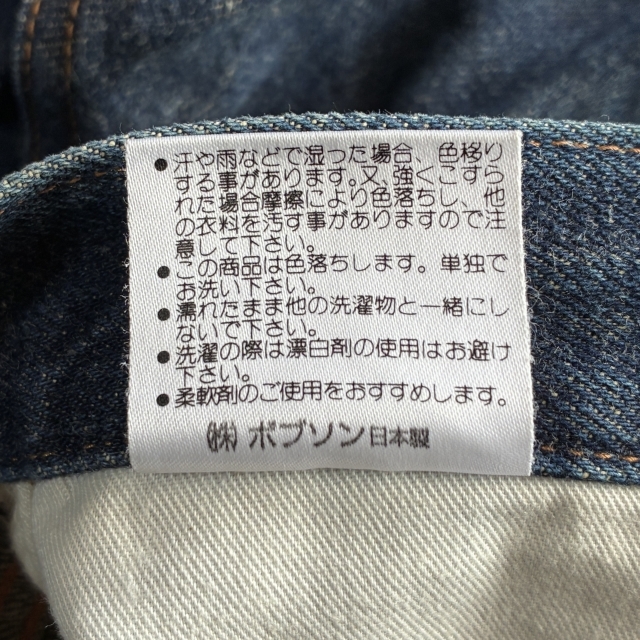 ●汗や雨などで湿った場合、色移り
する事があります。又強くこすら
れた場合摩擦により色落ちし、他
の衣料を汚す事がありますので注
意して下さい。
●この商品は色落ちします。単独で
お洗い下さい。
●濡れたまま他の洗濯物と一緒にし
ないで下さい。
●洗濯の際は漂白剤の使用はお避け
下さい。
●柔軟剤のご使用をおすすめします。
㈱ボブソン日本製